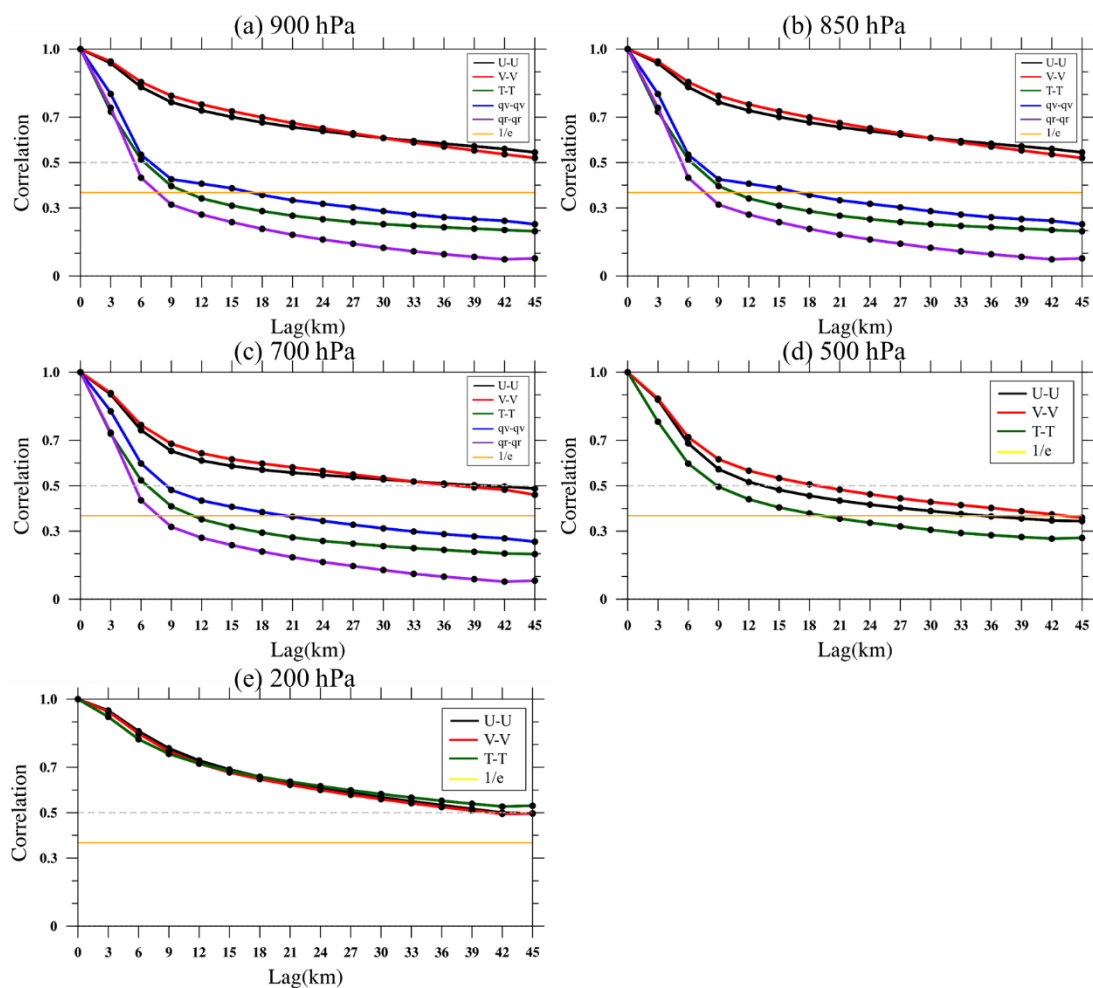 (a) 900 hPa
1.0
0.7
0.5
0.3
0
Correlation
U-U
V-V
T-T
qv-qv
qr-qr
1/e
0 3 6 9 12 15 18 21 24 27 30 33 36 39 42 45
Lag(km)
(b) 850 hPa
1.0
0.7
0.5
0.3
0
Correlation
U-U
V-V
T-T
qv-qv
qr-qr
1/e
0 3 6 9 12 15 18 21 24 27 30 33 36 39 42 45
Lag(km)
(c) 700 hPa
1.0
0.7
0.5
0.3
0
Correlation
U-U
V-V
T-T
qv-qv
qr-qr
1/e
0 3 6 9 12 15 18 21 24 27 30 33 36 39 42 45
Lag(km)
(d) 500 hPa
1.0
0.7
0.5
0.3
0
Correlation
U-U
V-V
T-T
1/e
0 3 6 9 12 15 18 21 24 27 30 33 36 39 42 45
Lag(km)
(e) 200 hPa
1.0
0.7
0.5
0.3
0
Correlation
U-U
V-V
T-T
1/e
0 3 6 9 12 15 18 21 24 27 30 33 36 39 42 45
Lag(km)